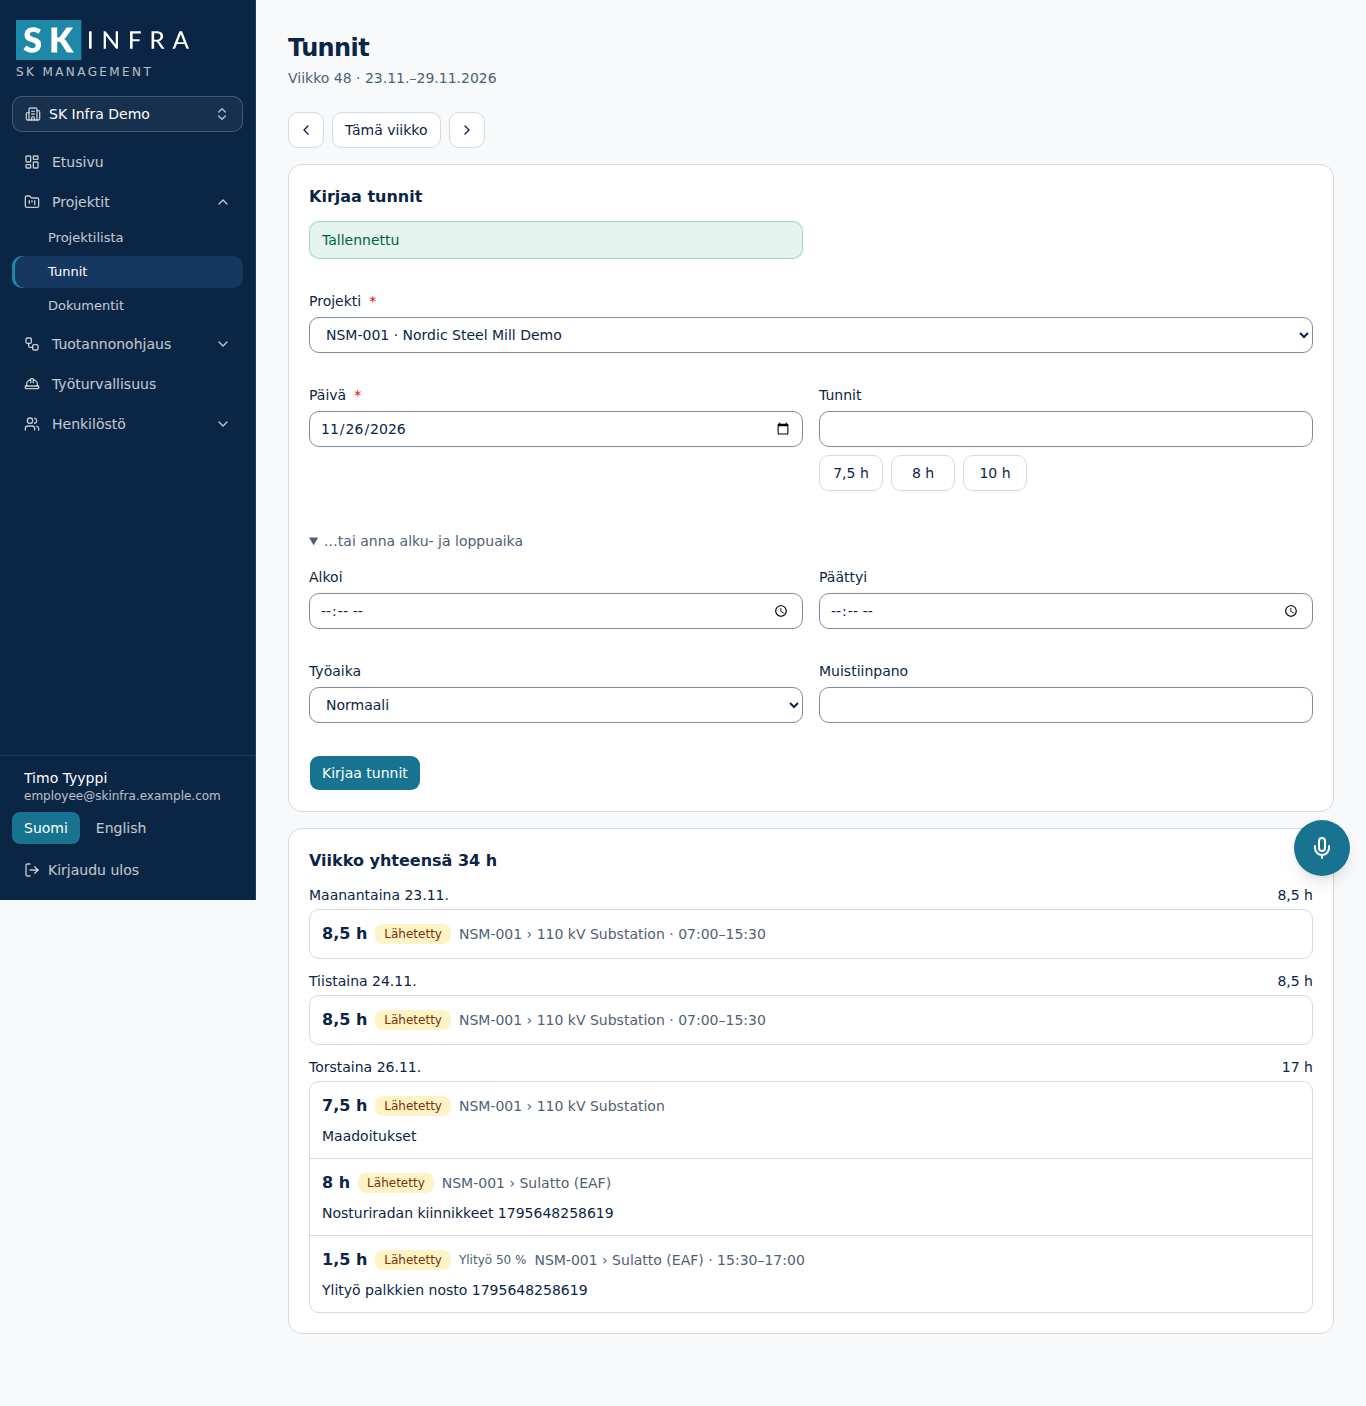 SK INFRA
SK MANAGEMENT
SK Infra Demo
Etusivu
Projektit
Projektilista
Tunnit
Dokumentit
Tuotannonohjaus
Työturvallisuus
Henkilöstö
Timo Tyyppi
employee@skinfra.example.com
Suomi English
Kirjaudu ulos
Tunnit
Viikko 48 · 23.11.–29.11.2026
Tämä viikko
Kirjaa tunnit
Tallennettu
Projekti *
NSM-001 · Nordic Steel Mill Demo
Päivä * Tunnit
11/26/2026
7,5 h 8 h 10 h
▼ ...tai anna alku- ja loppuaika
Alkoi Päättyi
--:-- -- --:-- --
Työaika Muistiinpano
Normaali
Kirjaa tunnit
Viikko yhteensä 34 h
Maanantaina 23.11. 8,5 h
8,5 h Lähetetty NSM-001 › 110 kV Substation · 07:00–15:30
Tiistaina 24.11. 8,5 h
8,5 h Lähetetty NSM-001 › 110 kV Substation · 07:00–15:30
Torstaina 26.11. 17 h
7,5 h Lähetetty NSM-001 › 110 kV Substation
Maadoitukset
8 h Lähetetty NSM-001 › Sulatto (EAF)
Nosturiradan kiinnikkeet 1795648258619
1,5 h Lähetetty Ylityö 50 % NSM-001 › Sulatto (EAF) · 15:30–17:00
Ylityö palkkien nosto 1795648258619